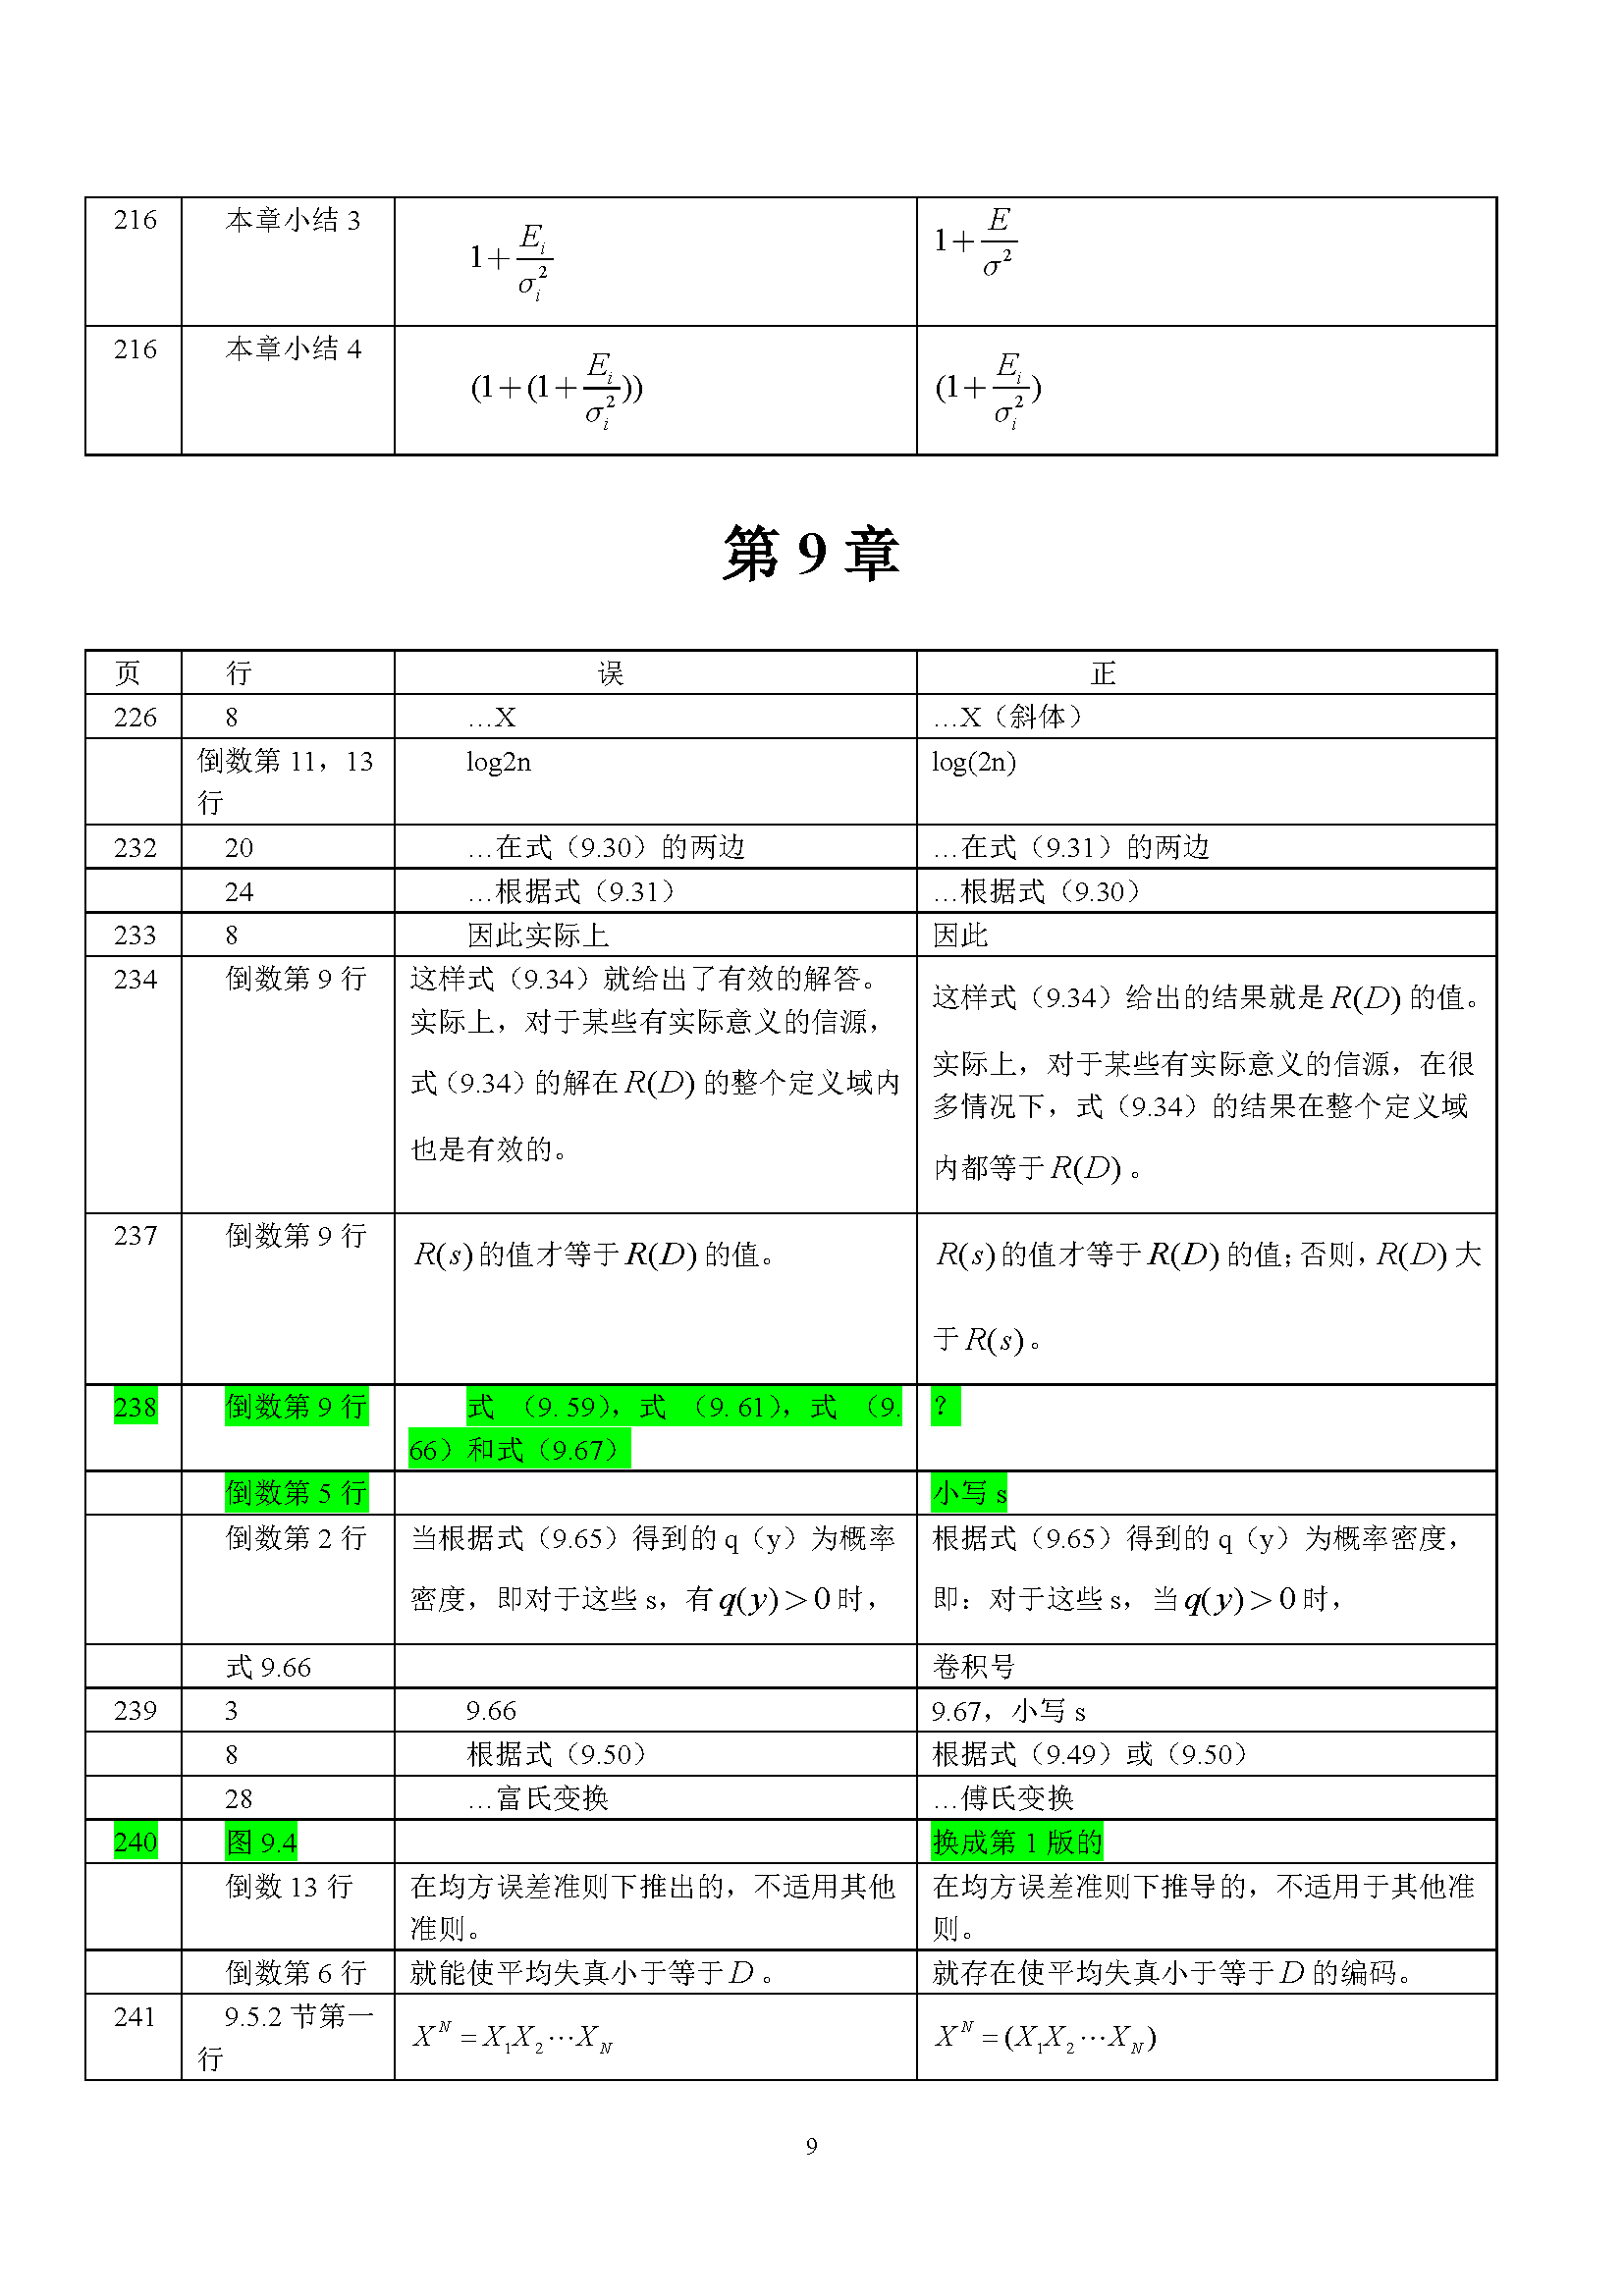 216 本章小结 3 1+E_i/σ_i^2 1+E/σ^2
216 本章小结 4 (1+(1+E_i/σ_i^2)) (1+E_i/σ_i^2)
第 9 章
页 行 误 正
226 8 …X …X（斜体）
倒数第 11，13 log2n log(2n)
行
232 20 …在式（9.30）的两边 …在式（9.31）的两边
24 …根据式（9.31） …根据式（9.30）
233 8 因此实际上 因此
234 倒数第 9 行
这样式（9.34）就给出了有效的解答。
实际上，对于某些有实际意义的信源，
式（9.34）的解在 R(D) 的整个定义域内
也是有效的。
这样式（9.34）给出的结果就是 R(D) 的值。
实际上，对于某些有实际意义的信源，在很
多情况下，式（9.34）的结果在整个定义域
内都等于 R(D) 。
237 倒数第 9 行 R(s) 的值才等于 R(D) 的值。
R(s) 的值才等于 R(D) 的值；否则，R(D) 大
于 R(s) 。
238 倒数第 9 行 式 （9. 59），式 （9. 61），式 （9. ？
66）和式（9.67）
倒数第 5 行 小写 s
倒数第 2 行
当根据式（9.65）得到的 q（y）为概率
密度，即对于这些 s，有 q(y)>0 时，
根据式（9.65）得到的 q（y）为概率密度，
即：对于这些 s，当 q(y)>0 时，
式 9.66 卷积号
239 3 9.66 9.67，小写 s
8 根据式（9.50） 根据式（9.49）或（9.50）
28 …富氏变换 …傅氏变换
240 图 9.4 换成第 1 版的
倒数 13 行
在均方误差准则下推出的，不适用其他
准则。
在均方误差准则下推导的，不适用于其他准
则。
倒数第 6 行 就能使平均失真小于等于 D 。 就存在使平均失真小于等于 D 的编码。
241 9.5.2 节第一 X^N = X_1X_2⋯X_N X^N = (X_1X_2⋯X_N)
行
9